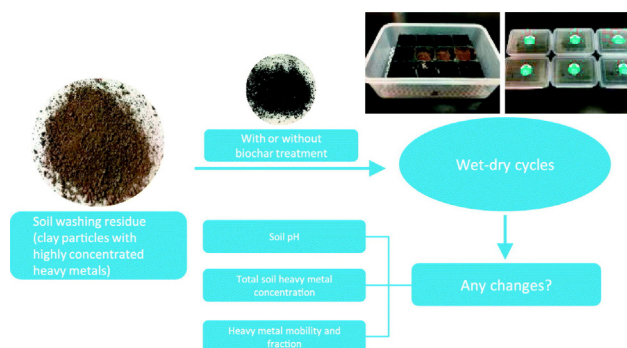 With or without
biochar treatment
Wet-dry cycles
Soil washing residue
(clay particles with
highly concentrated
heavy metals)
Soil pH
Total soil heavy metal
concentration
Any changes?
Heavy metal mobility and
fraction